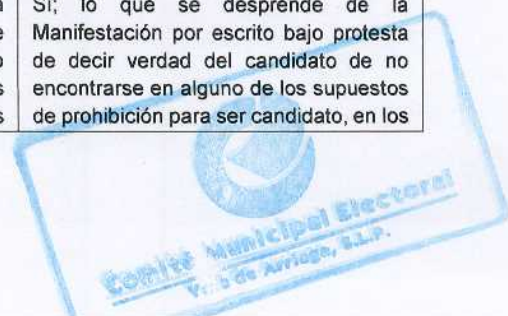 Sí; lo que se desprende de la
Manifestación por escrito bajo protesta
de decir verdad del candidato de no
s encontrarse en alguno de los supuestos
s de prohibición para ser candidato, en los
Comité Municipal Electoral
de Arriaga, S.L.P.